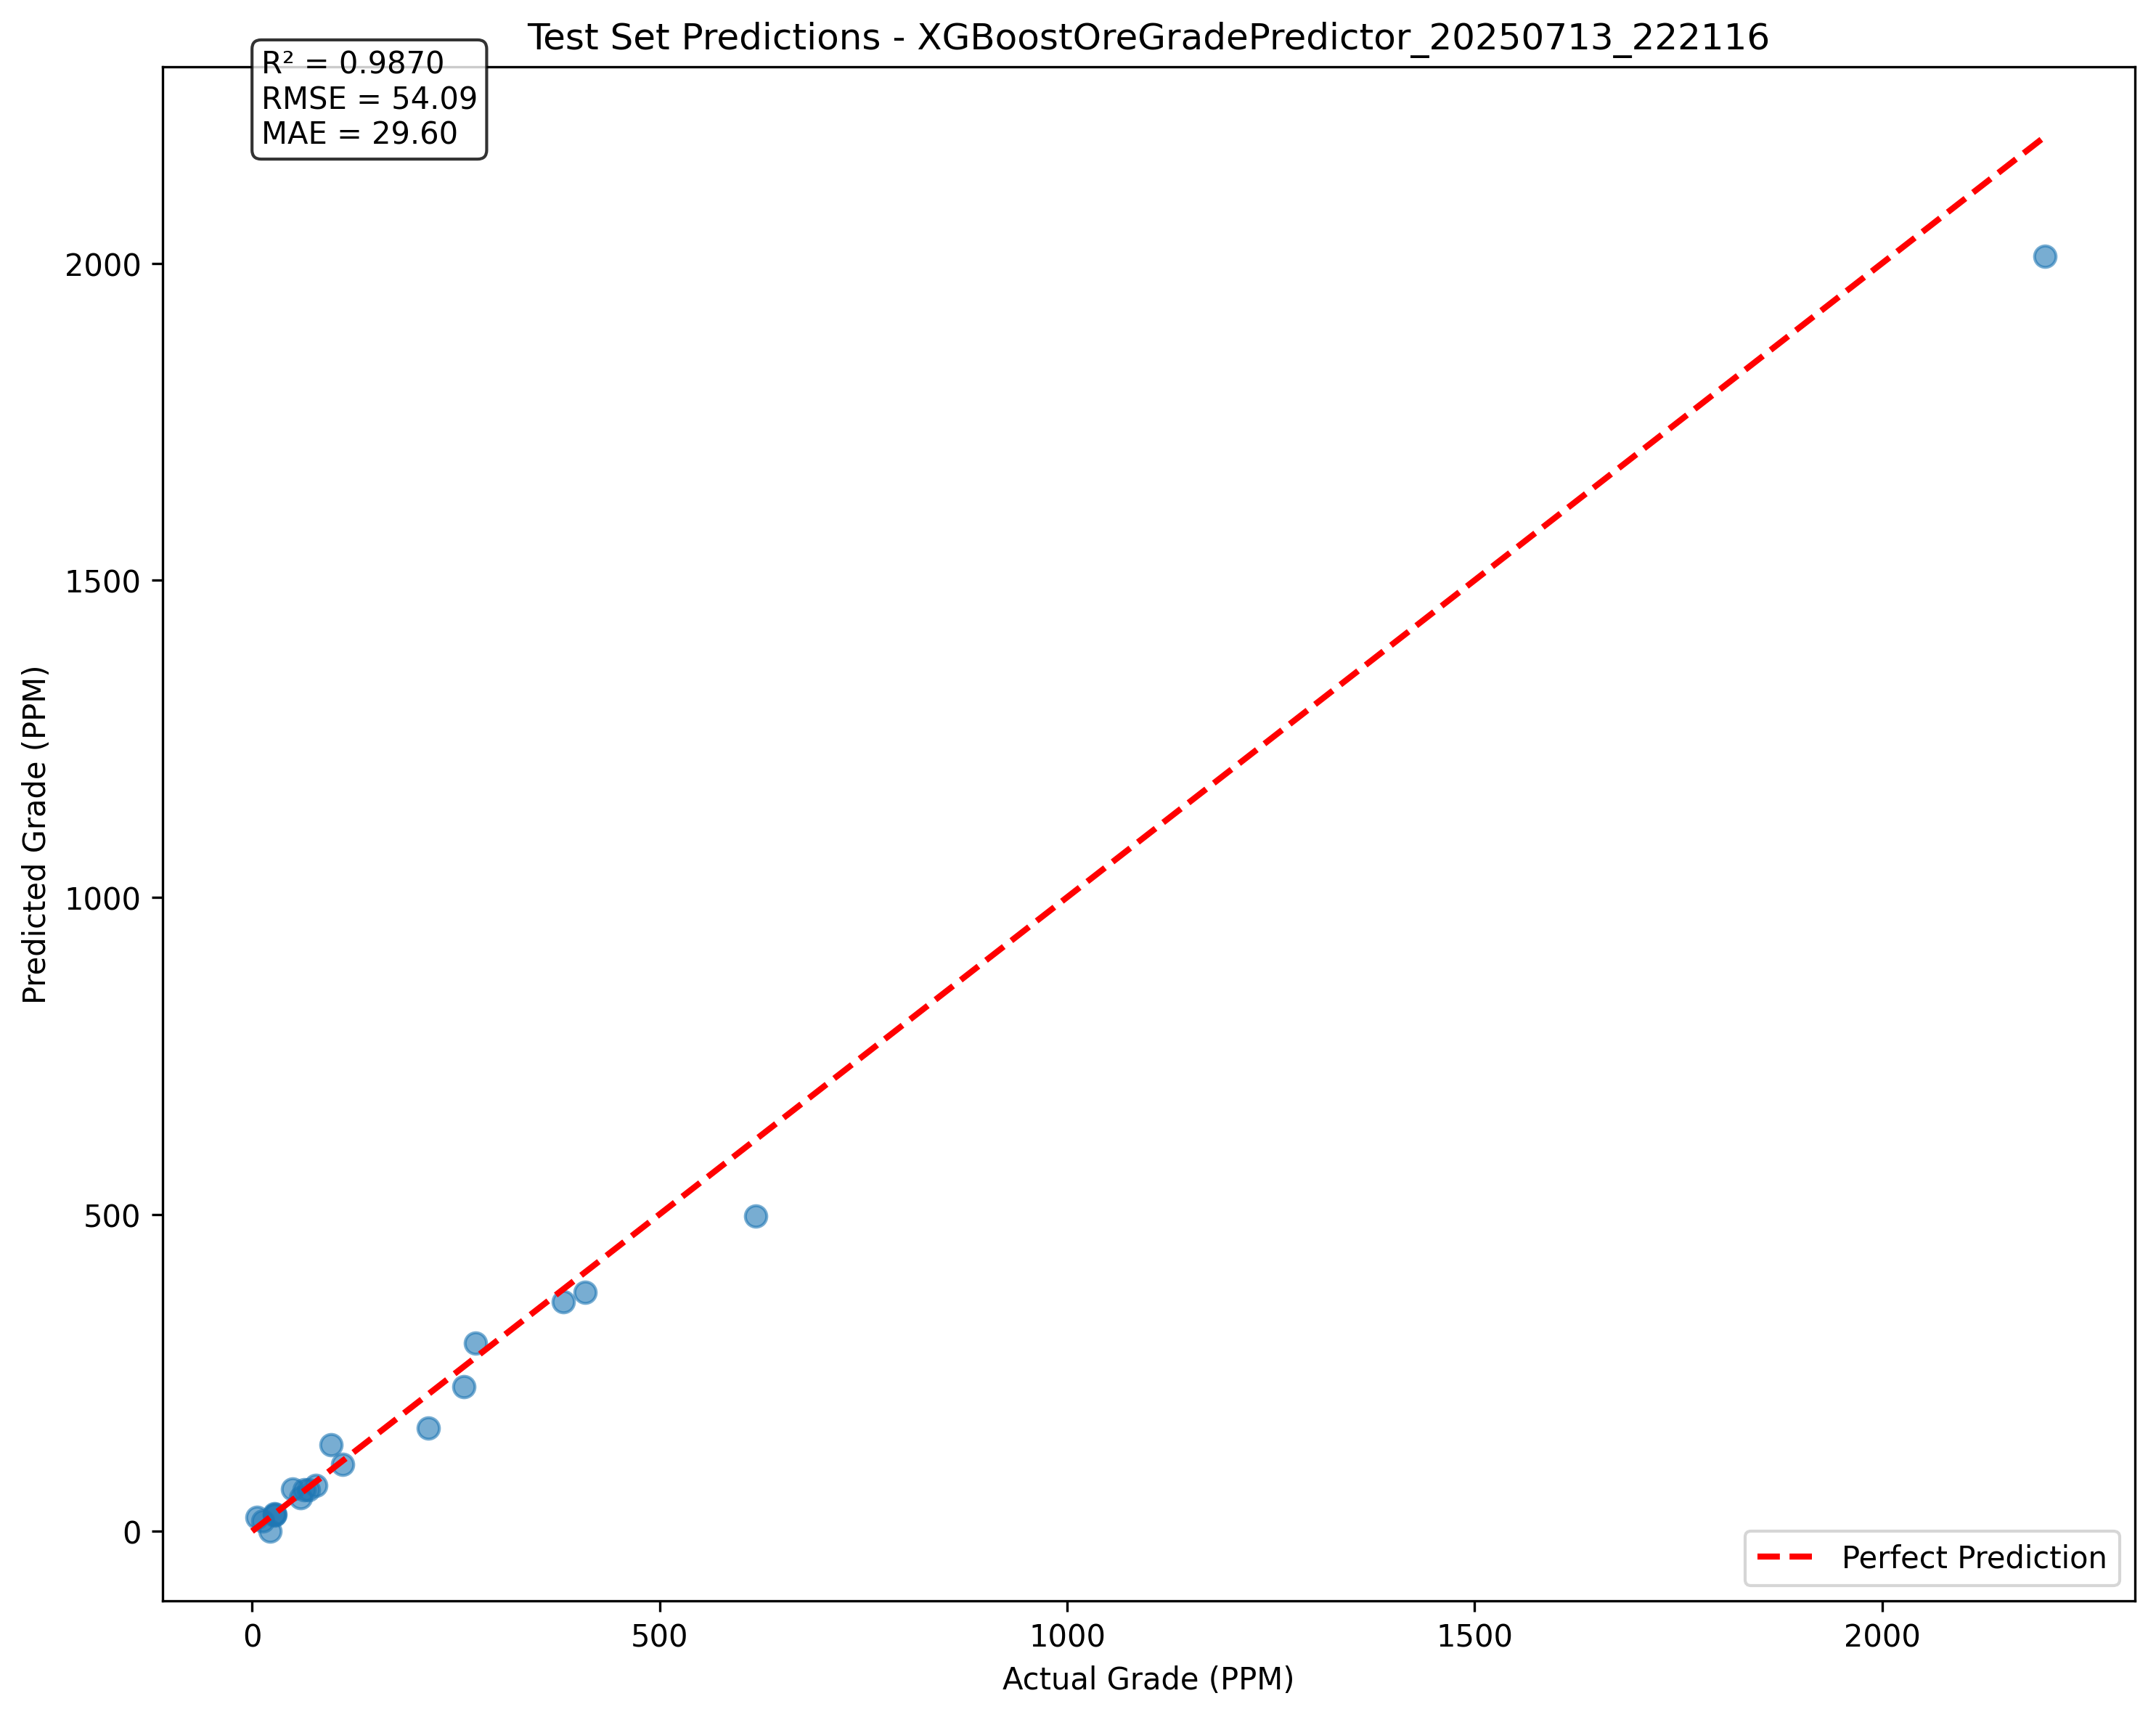 Test Set Predictions - XGBoostOreGradePredictor_20250713_222116
R² = 0.9870
RMSE = 54.09
MAE = 29.60
Predicted Grade (PPM)
2000
1500
1000
500
0
0 500 1000 1500 2000
Actual Grade (PPM)
Perfect Prediction